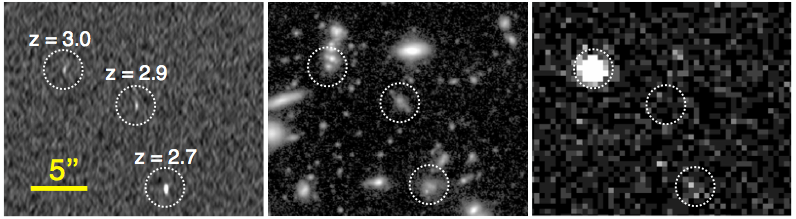 z = 3.0
z = 2.9
z = 2.7
5”